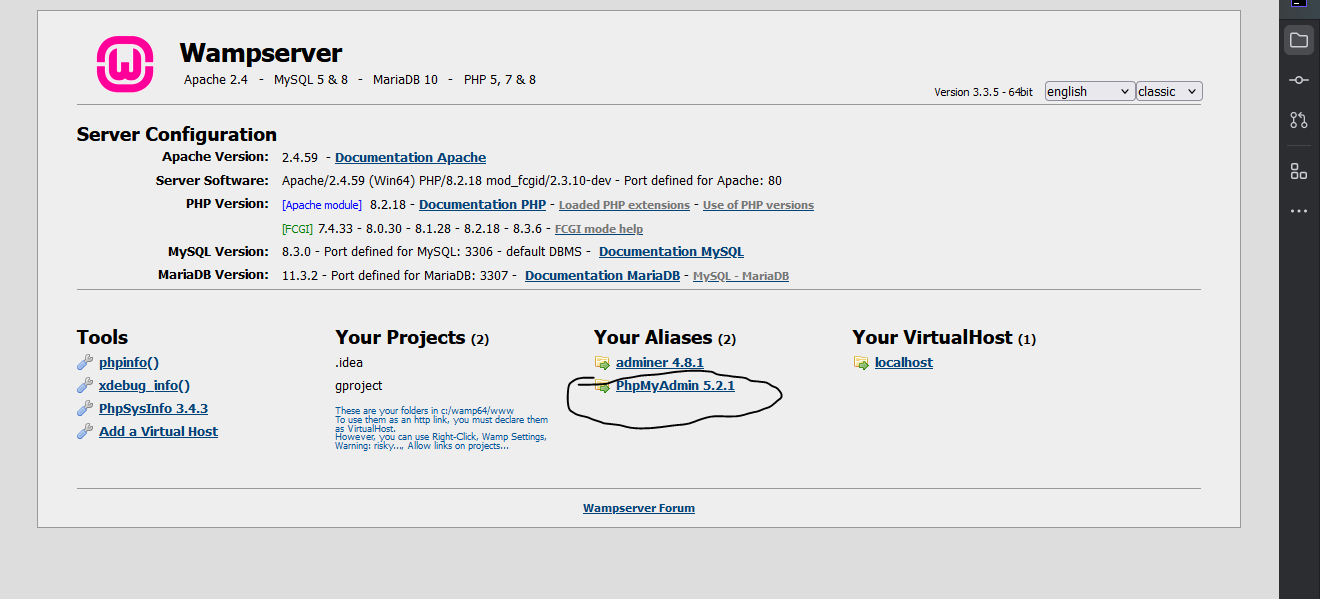 Wampserver
Apache 2.4 - MySQL 5 & 8 - MariaDB 10 - PHP 5, 7 & 8
Version 3.3.5 - 64bit english classic
Server Configuration
Apache Version: 2.4.59 - Documentation Apache
Server Software: Apache/2.4.59 (Win64) PHP/8.2.18 mod_fcgid/2.3.10-dev - Port defined for Apache: 80
PHP Version: [Apache module] 8.2.18 - Documentation PHP - Loaded PHP extensions - Use of PHP versions
[FCGI] 7.4.33 - 8.0.30 - 8.1.28 - 8.2.18 - 8.3.6 - FCGI mode help
MySQL Version: 8.3.0 - Port defined for MySQL: 3306 - default DBMS - Documentation MySQL
MariaDB Version: 11.3.2 - Port defined for MariaDB: 3307 - Documentation MariaDB - MySQL - MariaDB
Tools
phpinfo()
xdebug_info()
PhpSysInfo 3.4.3
Add a Virtual Host
Your Projects (2)
.idea
gproject
These are your folders in c:/wamp64/www
To use them as an http link, you must declare them
as VirtualHost.
However, you can use Right-Click, Wamp Settings,
Warning: risky..., Allow links on projects...
Your Aliases (2)
adminer 4.8.1
PhpMyAdmin 5.2.1
Your VirtualHost (1)
localhost
Wampserver Forum